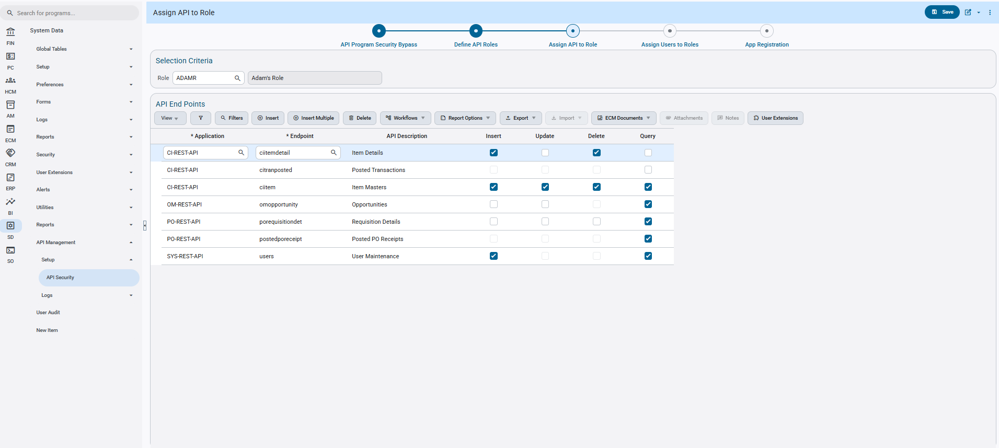 Search for programs...
FIN
PC
HCM
AM
ECM
CRM
ERP
BI
SD
SO
System Data
Global Tables
Setup
Preferences
Forms
Logs
Reports
Security
User Extensions
Alerts
Utilities
Reports
API Management
Setup
API Security
Logs
User Audit
New Item
Assign API to Role
Save
API Program Security Bypass
Define API Roles
Assign API to Role
Assign Users to Roles
App Registration
Selection Criteria
Role ADAMR Adam's Role
API End Points
View Filters Insert Insert Multiple Delete Workflows Report Options Export Import ECM Documents Attachments Notes User Extensions
* Application * Endpoint API Description Insert Update Delete Query
CI-REST-API ciitemdetail Item Details
CI-REST-API citranposted Posted Transactions
CI-REST-API ciitem Item Masters
OM-REST-API omopportunity Opportunities
PO-REST-API porequisitiondet Requisition Details
PO-REST-API postedporeceipt Posted PO Receipts
SYS-REST-API users User Maintenance